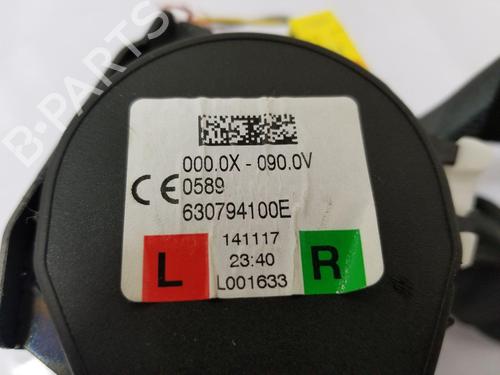 000.0X - 090.0V
CE 0589
630794100E
141117
23:40
L001633
L
R
B-PARTS